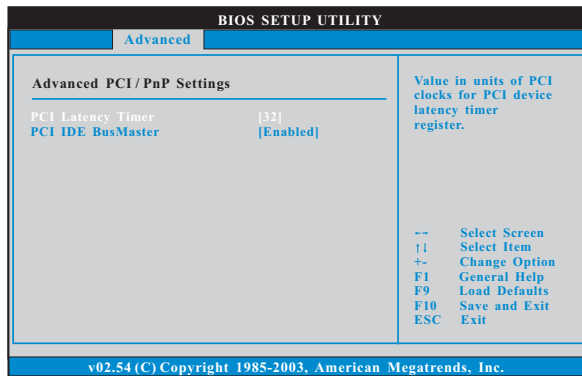 BIOS SETUP UTILITY
Advanced
Advanced PCI / PnP Settings
PCI Latency Timer [32]
PCI IDE BusMaster [Enabled]
Value in units of PCI
clocks for PCI device
latency timer
register.
←→ Select Screen
↑↓ Select Item
+- Change Option
F1 General Help
F9 Load Defaults
F10 Save and Exit
ESC Exit
v02.54 (C) Copyright 1985-2003, American Megatrends, Inc.